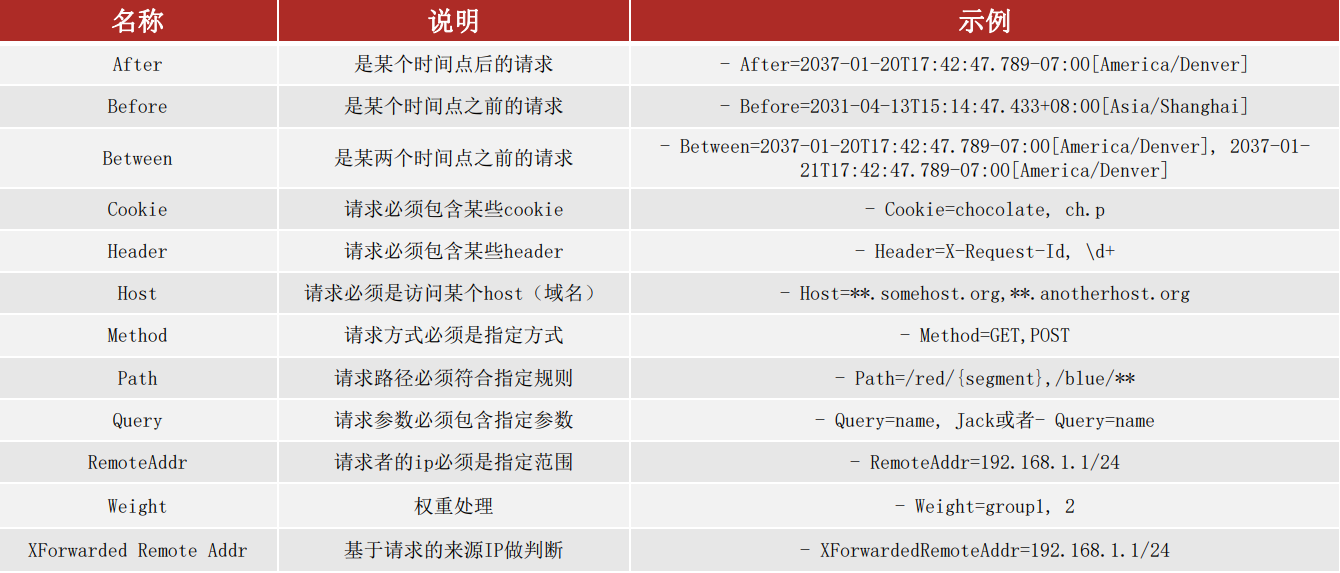 名称 说明 示例
After 是某个时间点后的请求 - After=2037-01-20T17:42:47.789-07:00[America/Denver]
Before 是某个时间点之前的请求 - Before=2031-04-13T15:14:47.433+08:00[Asia/Shanghai]
Between 是某两个时间点之前的请求 - Between=2037-01-20T17:42:47.789-07:00[America/Denver], 2037-01-
21T17:42:47.789-07:00[America/Denver]
Cookie 请求必须包含某些cookie - Cookie=chocolate, ch.p
Header 请求必须包含某些header - Header=X-Request-Id, \d+
Host 请求必须是访问某个host（域名） - Host=**.somehost.org,**.anotherhost.org
Method 请求方式必须是指定方式 - Method=GET,POST
Path 请求路径必须符合指定规则 - Path=/red/{segment},/blue/**
Query 请求参数必须包含指定参数 - Query=name, Jack或者- Query=name
RemoteAddr 请求者的ip必须是指定范围 - RemoteAddr=192.168.1.1/24
Weight 权重处理 - Weight=group1, 2
XForwarded Remote Addr 基于请求的来源IP做判断 - XForwardedRemoteAddr=192.168.1.1/24